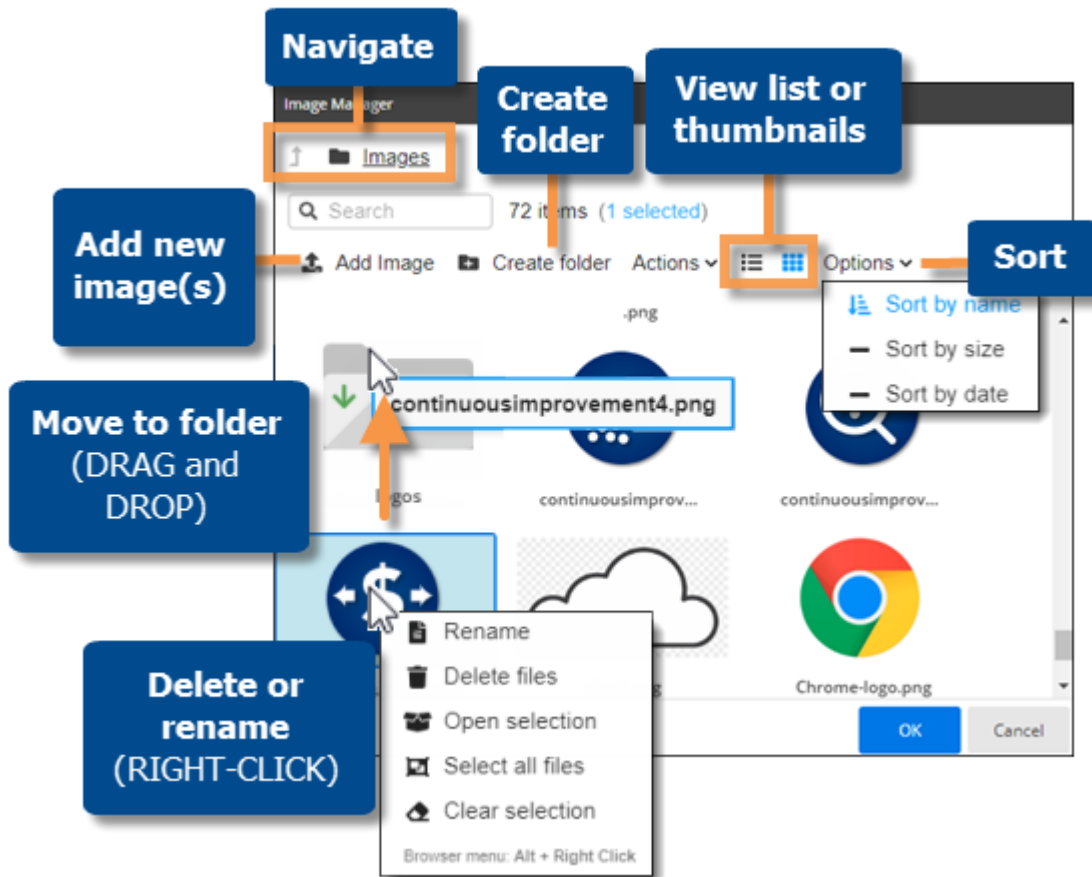 Navigate
Image Manager
Create
folder
View list or
thumbnails
Images
Search
72 items (1 selected)
Add new
image(s)
Add Image
Create folder
Actions
Options
Sort
.png
Sort by name
Sort by size
Sort by date
continuousimprovement4.png
Move to folder
(DRAG and
DROP)
logos
continuousimprov...
continuousimprov...
$
Rename
Delete files
Open selection
Select all files
Clear selection
Browser menu: Alt + Right Click
Delete or
rename
(RIGHT-CLICK)
Chrome-logo.png
OK
Cancel